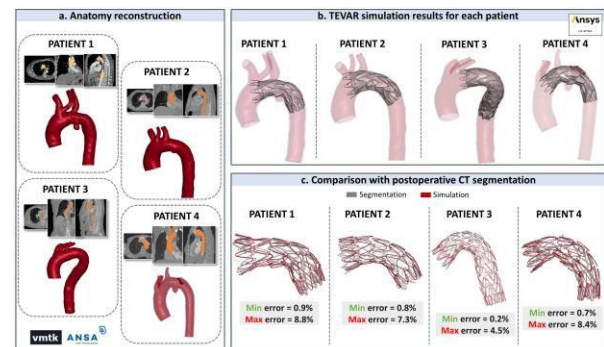 a. Anatomy reconstruction
PATIENT 1
PATIENT 2
PATIENT 3
PATIENT 4
vmtk ANSA
b. TEVAR simulation results for each patient
Ansys
PATIENT 1 PATIENT 2 PATIENT 3 PATIENT 4
c. Comparison with postoperative CT segmentation
Segmentation Simulation
PATIENT 1 PATIENT 2 PATIENT 3 PATIENT 4
Min error = 0.9% Min error = 0.8% Min error = 0.2% Min error = 0.7%
Max error = 8.8% Max error = 7.3% Max error = 4.5% Max error = 8.4%